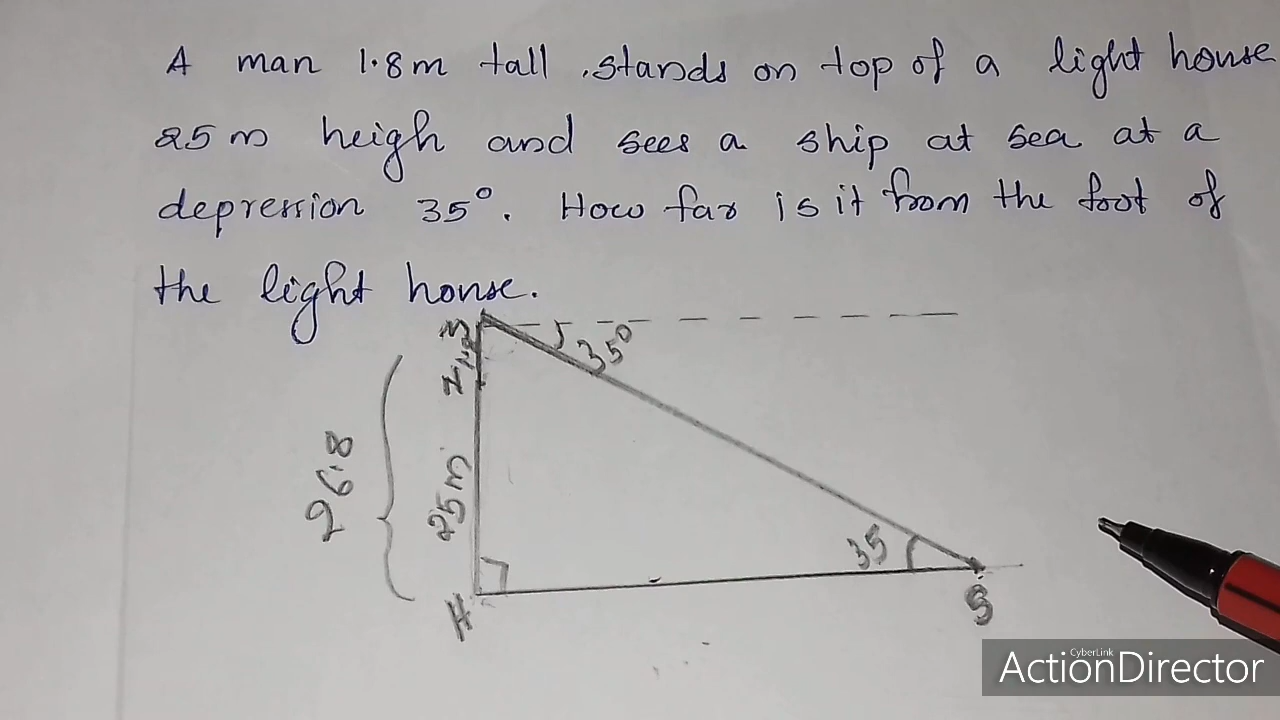 A man 1.8m tall stands on top of a light house
25 m heigh and sees a ship at sea at a
depression 35°. How far is it from the foot of
the light house.
35°
25m
26.8
35
H
S
CyberLink
ActionDirector